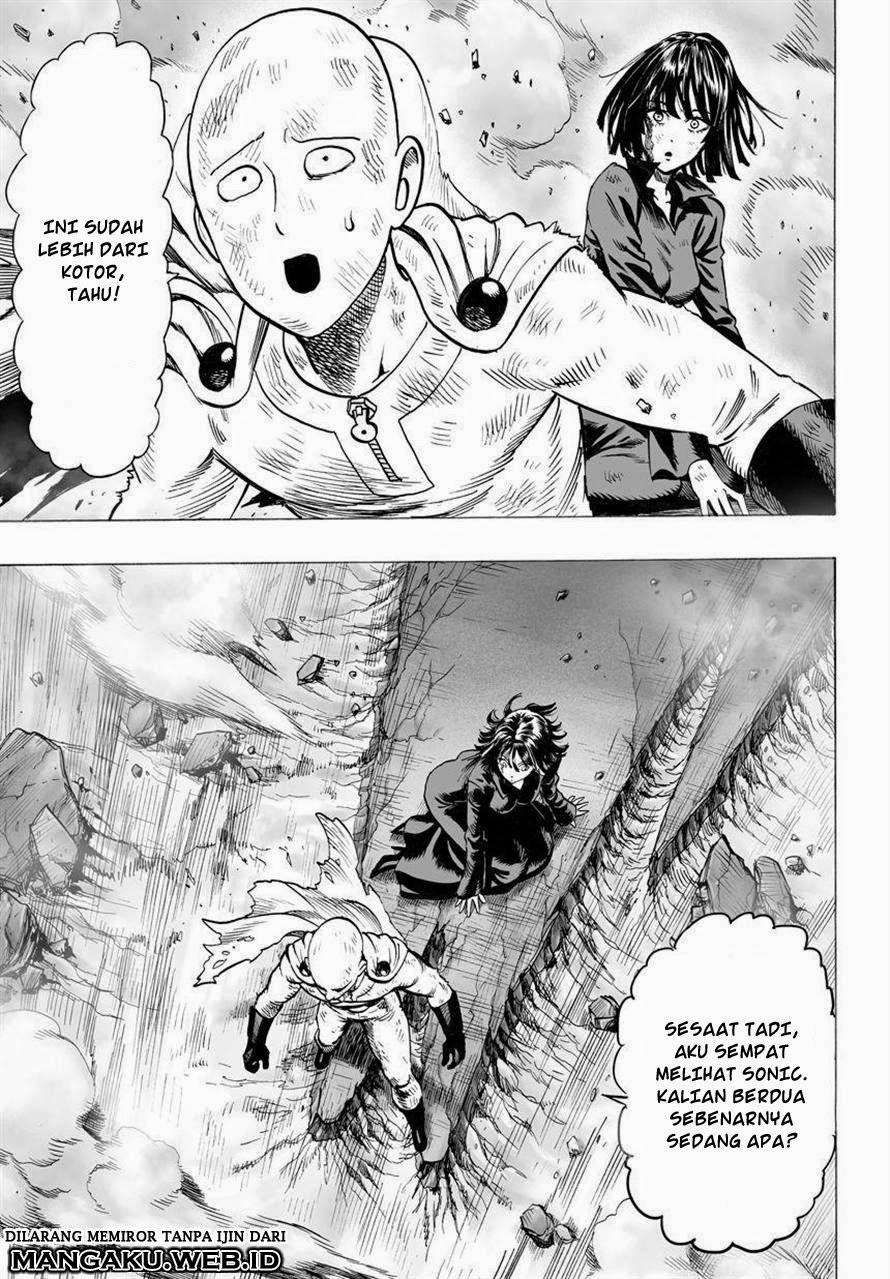 INI SUDAH
LEBIH DARI
KOTOR,
TAHU!
SESAAT TADI,
AKU SEMPAT
MELIHAT SONIC.
KALIAN BERDUA
SEBENARNYA
SEDANG APA?
DILARANG MEMIROR TANPA IJIN DARI
MANGAKU.WEB.ID